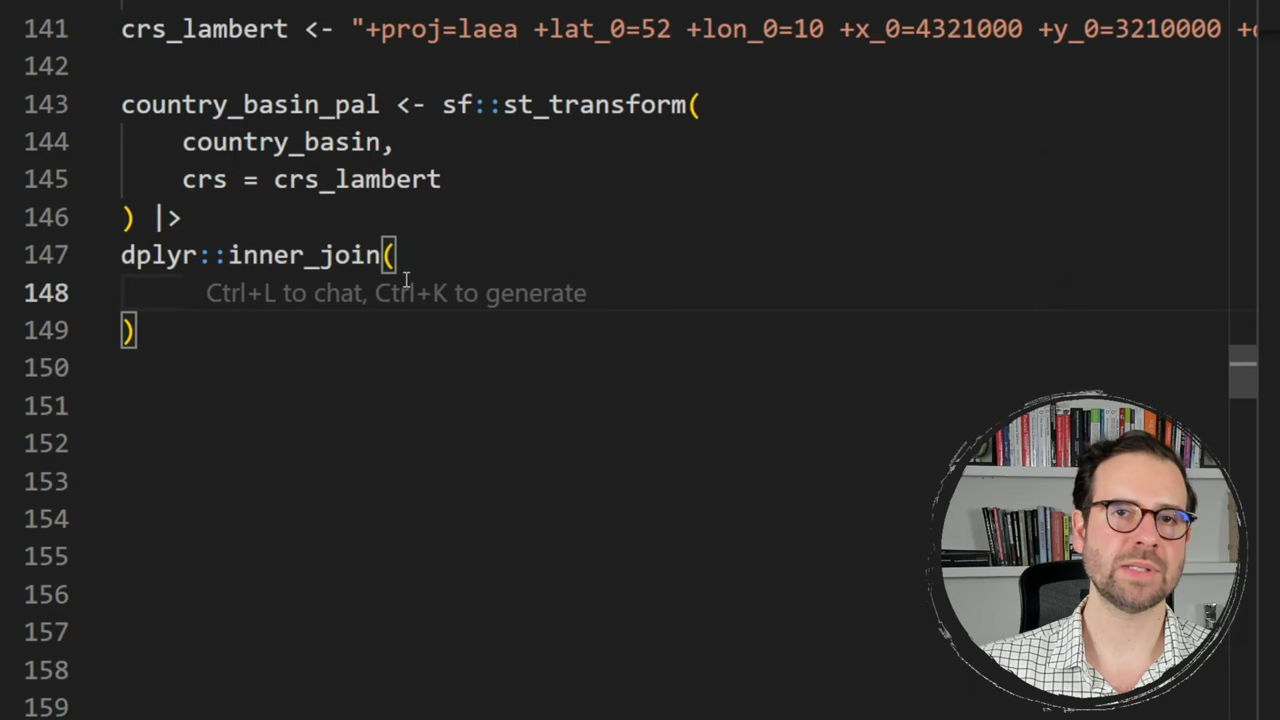 141 crs_lambert <- "+proj=laea +lat_0=52 +lon_0=10 +x_0=4321000 +y_0=3210000
142
143 country_basin_pal <- sf::st_transform(
144 country_basin,
145 crs = crs_lambert
146 ) |>
147 dplyr::inner_join(
148 Ctrl+L to chat, Ctrl+K to generate
149 )
150
151
152
153
154
155
156
157
158
159